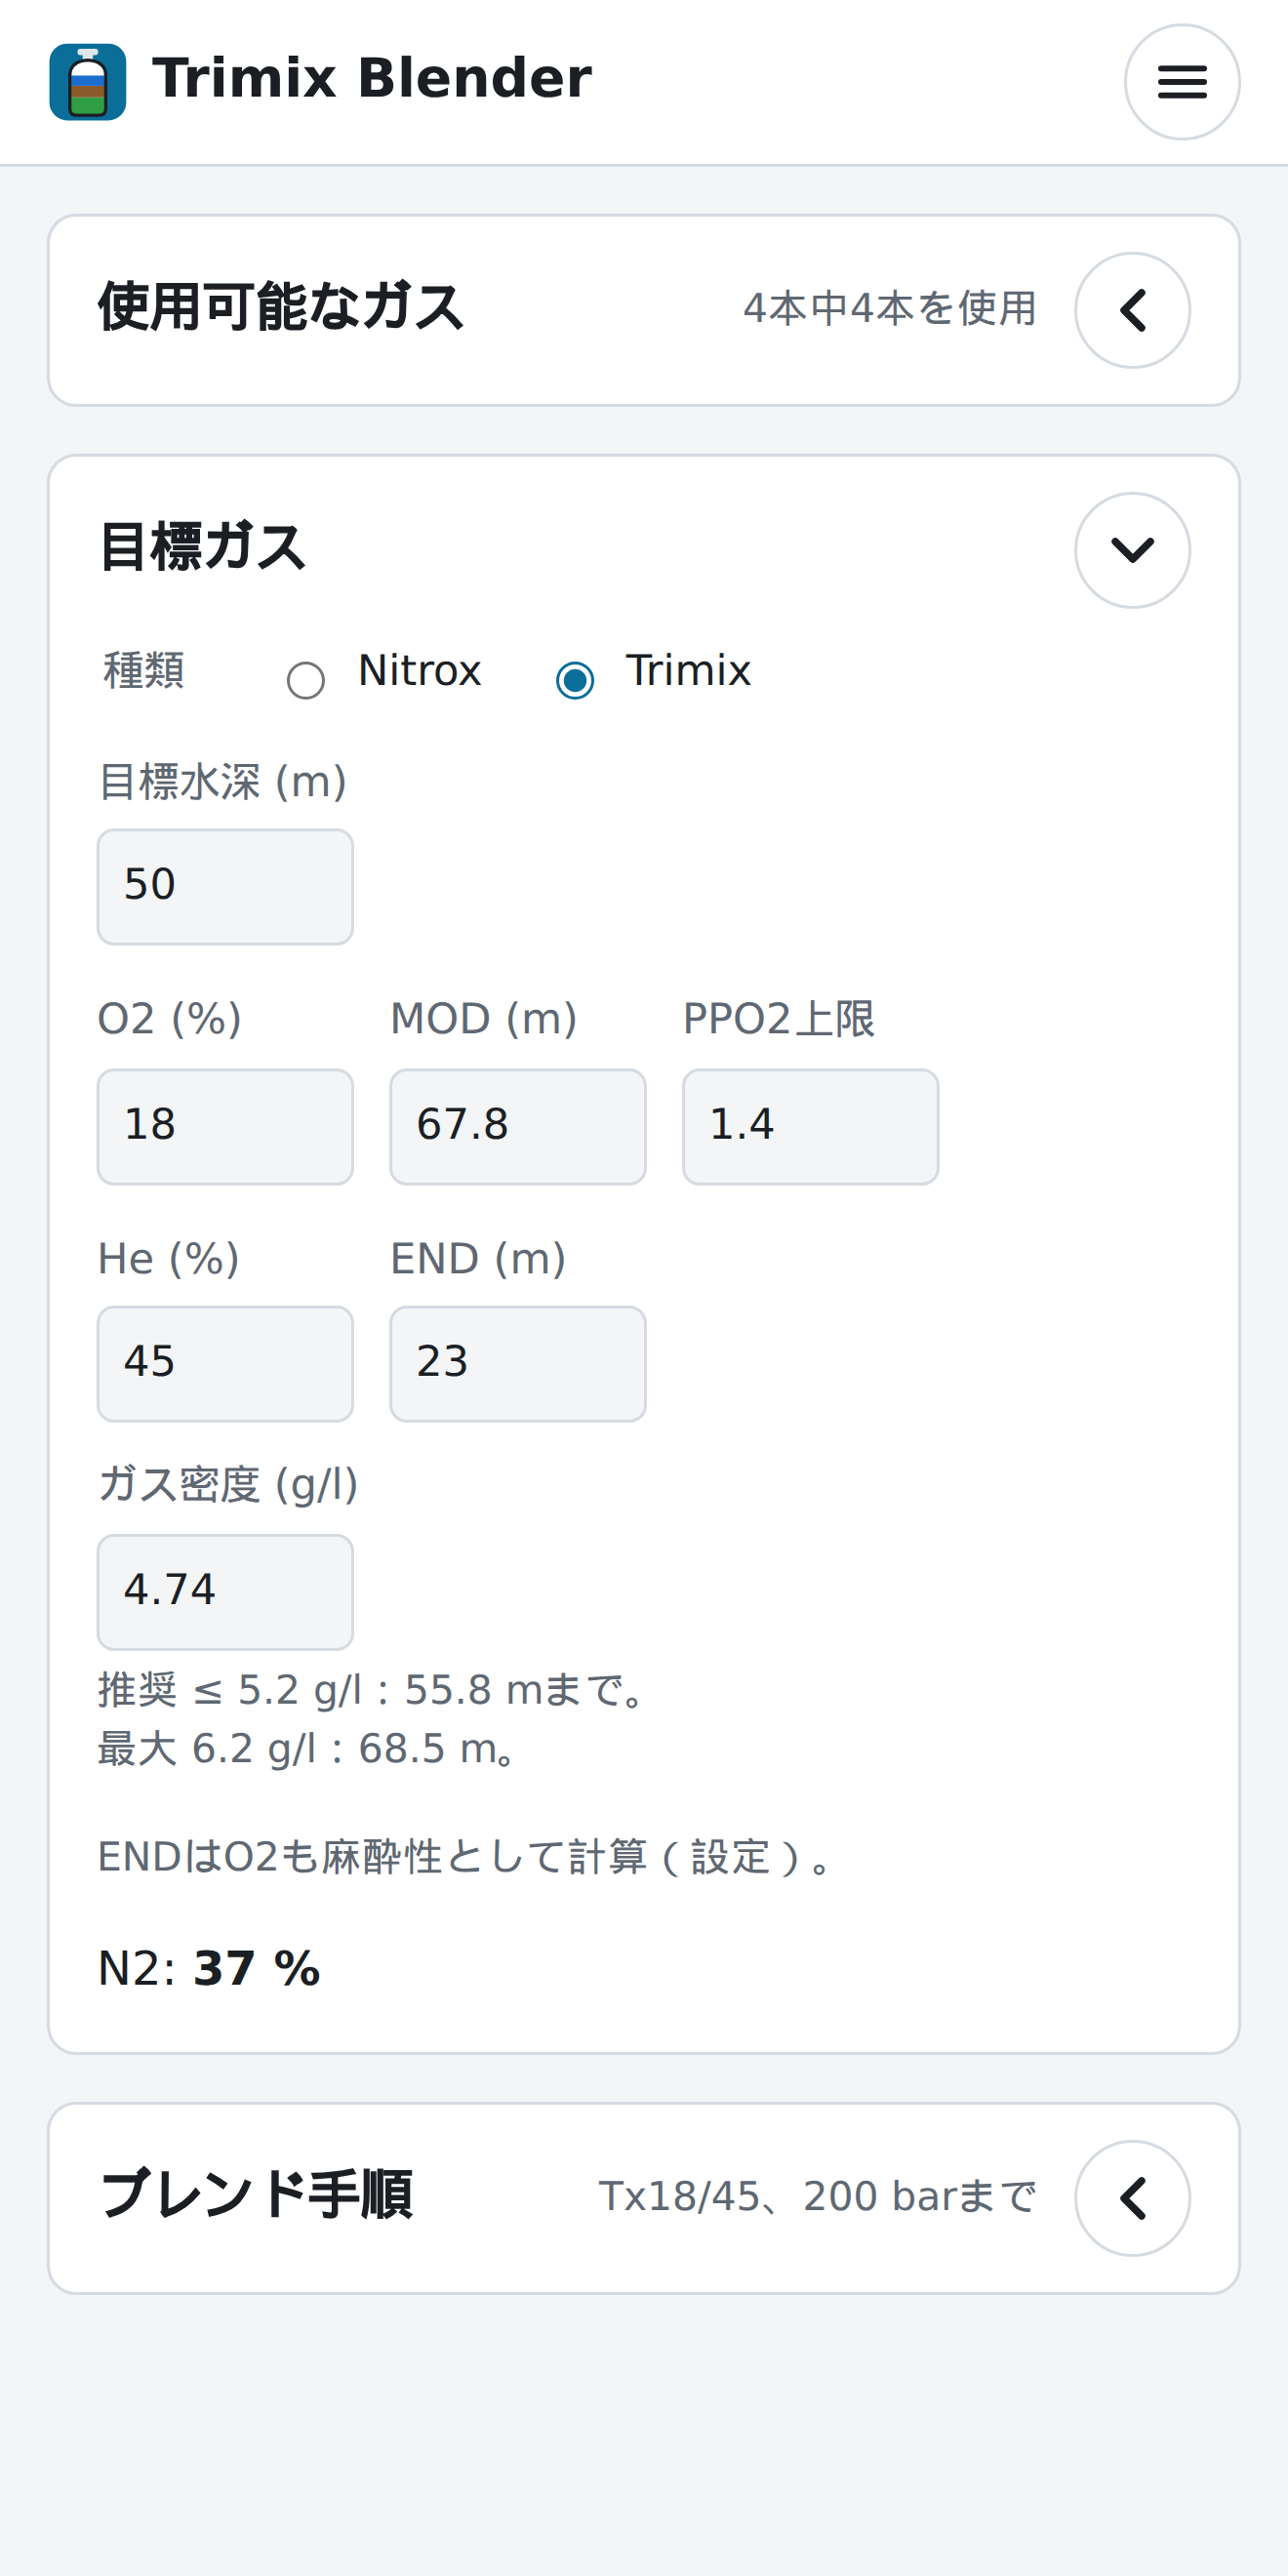 Trimix Blender
使用可能なガス 4本中4本を使用
目標ガス
種類 Nitrox Trimix
目標水深 (m)
50
O2 (%) MOD (m) PPO2上限
18 67.8 1.4
He (%) END (m)
45 23
ガス密度 (g/l)
4.74
推奨 ≤ 5.2 g/l : 55.8 mまで。
最大 6.2 g/l : 68.5 m。
ENDはO2も麻酔性として計算（設定）。
N2: 37 %
ブレンド手順 Tx18/45、200 barまで